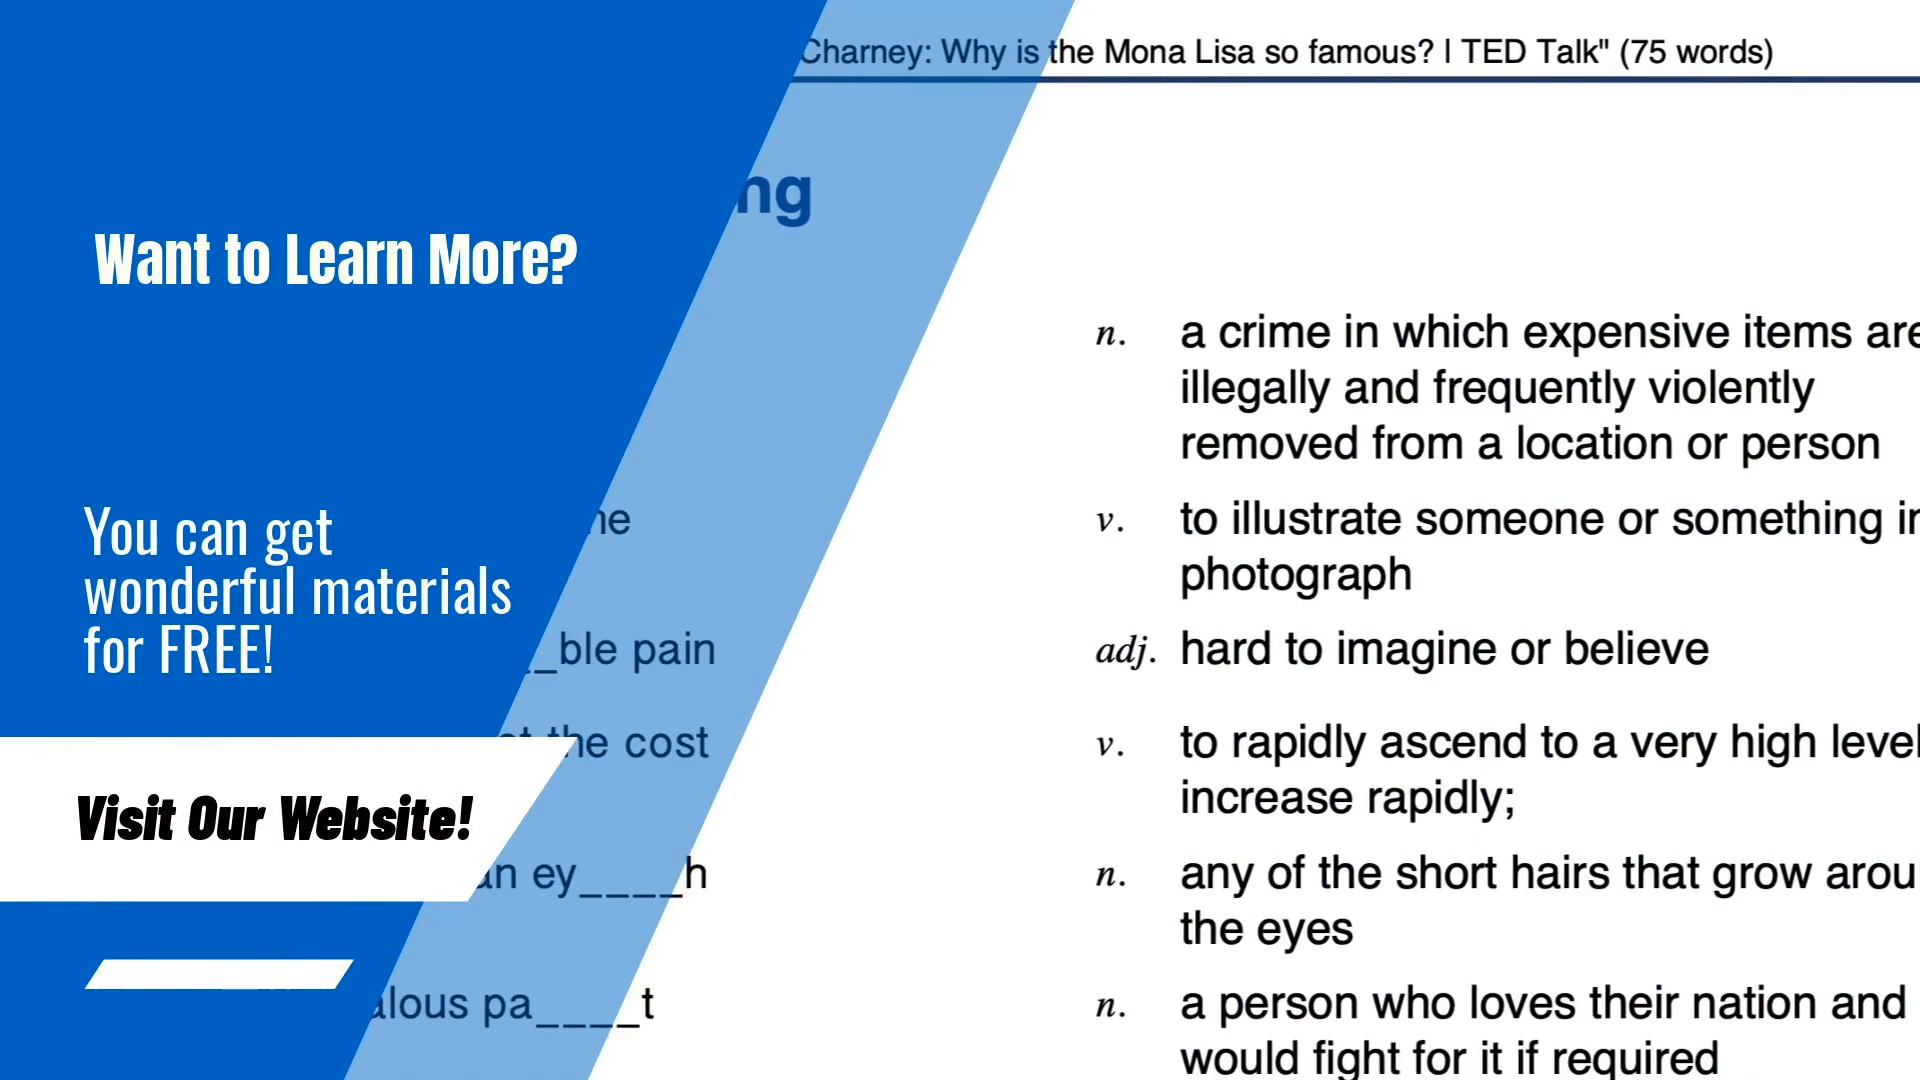 Charney: Why is the Mona Lisa so famous? | TED Talk" (75 words)
Want to Learn More?
You can get
wonderful materials
for FREE!
Visit Our Website!
n. a crime in which expensive items are
illegally and frequently violently
removed from a location or person
v. to illustrate someone or something in
photograph
_ble pain
adj. hard to imagine or believe
the cost
v. to rapidly ascend to a very high level
increase rapidly;
an ey____h
n. any of the short hairs that grow
the eyes
pa____t
n. a person who loves their nation and
would fight for it if required